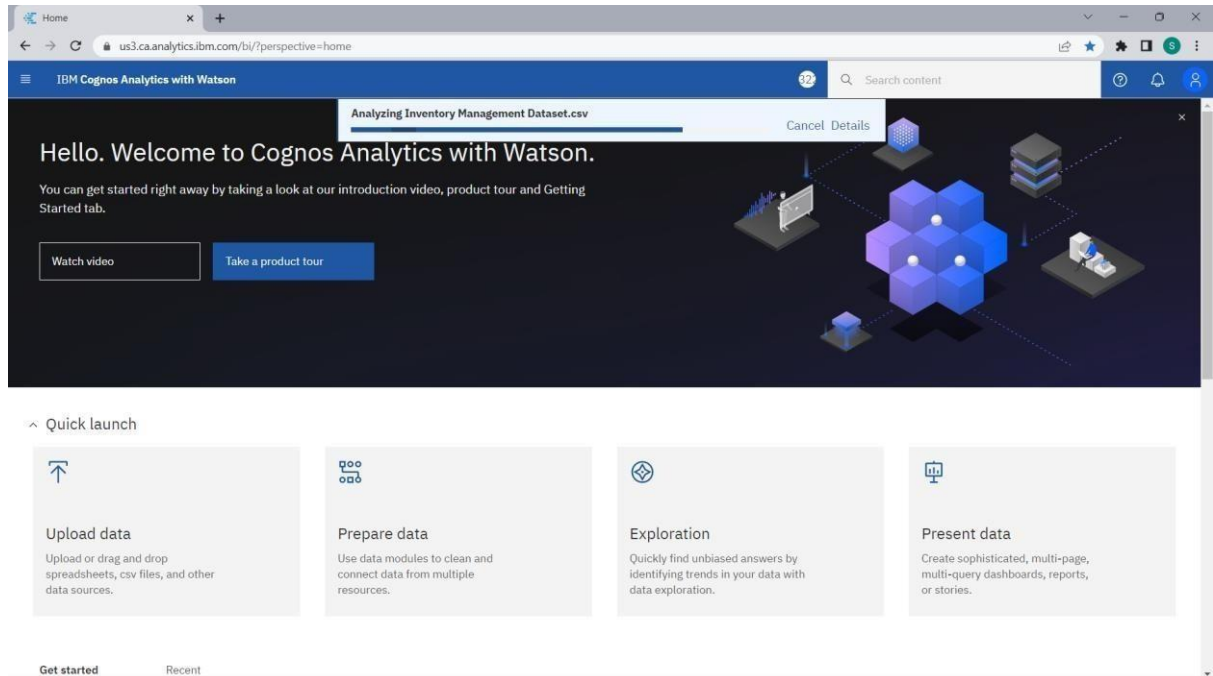 Home
us3.ca.analytics.ibm.com/bi/?perspective=home
S
IBM Cognos Analytics with Watson
Search content
Analyzing Inventory Management Dataset.csv
Cancel Details
Hello. Welcome to Cognos Analytics with Watson.
You can get started right away by taking a look at our introduction video, product tour and Getting
Started tab.
Watch video
Take a product tour
Quick launch
Upload data
Upload or drag and drop
spreadsheets, csv files, and other
data sources.
Prepare data
Use data modules to clean and
connect data from multiple
resources.
Exploration
Quickly find unbiased answers by
identifying trends in your data with
data exploration.
Present data
Create sophisticated, multi-page,
multi-query dashboards, reports,
or stories.
Get started
Recent